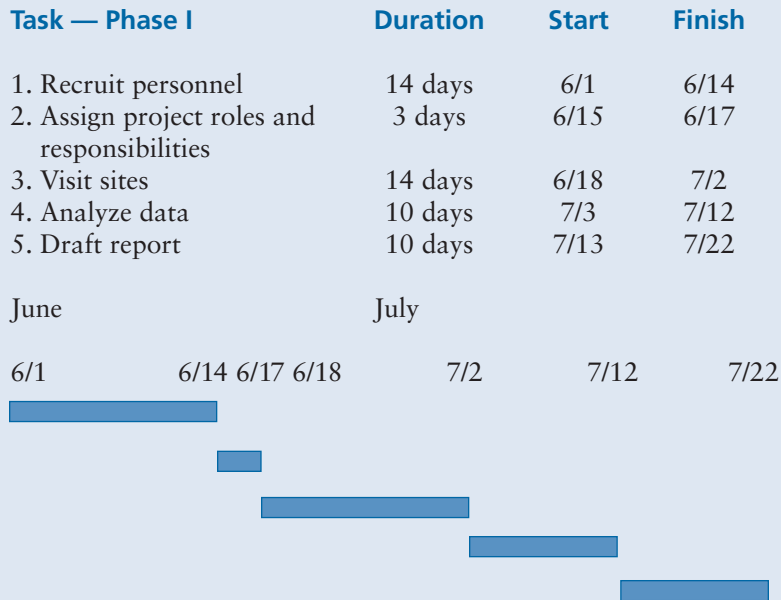 Task — Phase I Duration Start Finish
1. Recruit personnel 14 days 6/1 6/14
2. Assign project roles and 3 days 6/15 6/17
responsibilities
3. Visit sites 14 days 6/18 7/2
4. Analyze data 10 days 7/3 7/12
5. Draft report 10 days 7/13 7/22
June July
6/1 6/14 6/17 6/18 7/2 7/12 7/22